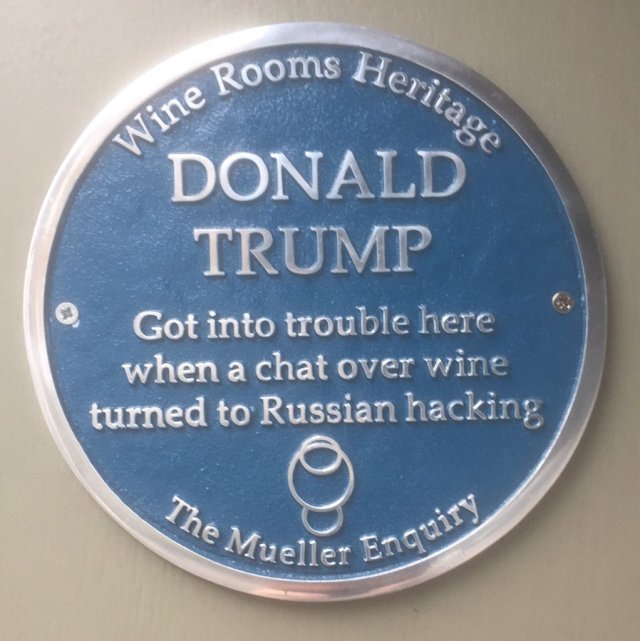 Wine Rooms Heritage
DONALD
TRUMP
Got into trouble here
when a chat over wine
turned to Russian hacking
The Mueller Enquiry